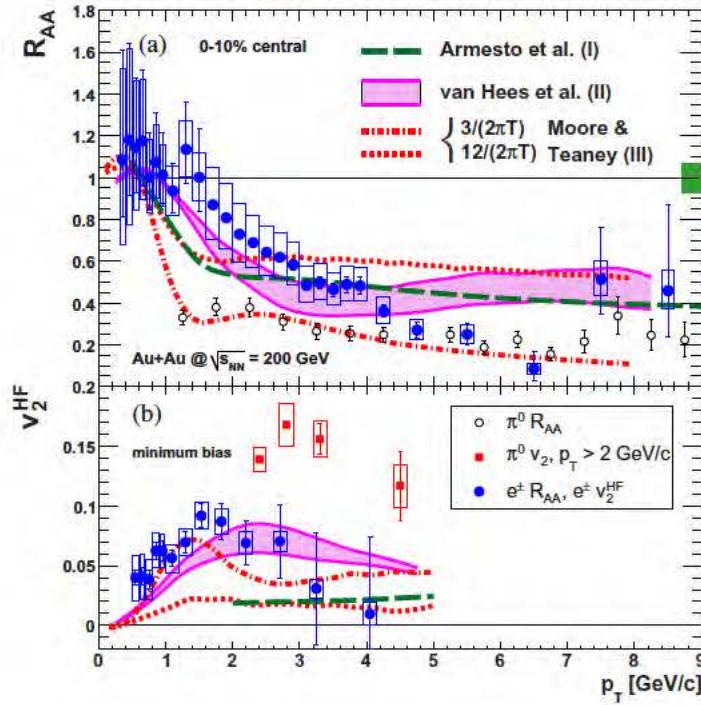 R_AA
1.8
1.6
1.4
1.2
1
0.8
0.6
0.4
0.2
(a)
0-10% central
Armesto et al. (I)
van Hees et al. (II)
3/(2πT) Moore &
12/(2πT) Teaney (III)
Au+Au @ √s_NN = 200 GeV
v_2^HF
0.2
0.15
0.1
0.05
0
(b)
minimum bias
π⁰ R_AA
π⁰ v_2, p_T > 2 GeV/c
e± R_AA, e± v_2^HF
0 1 2 3 4 5 6 7 8 9
p_T [GeV/c]